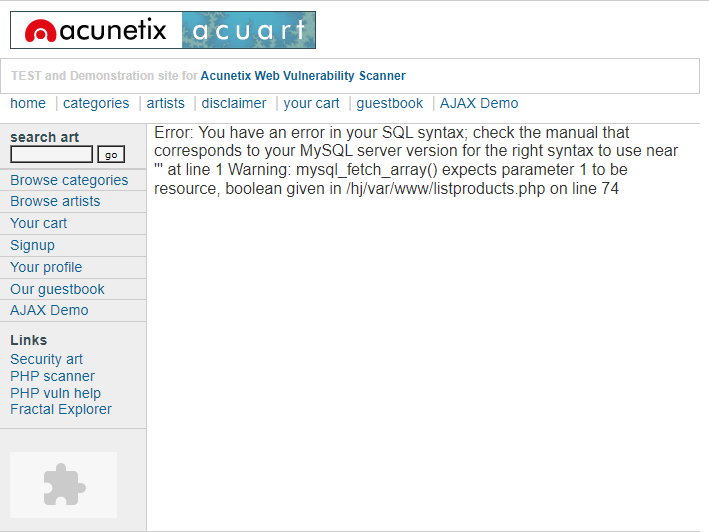 acunetix acuart
TEST and Demonstration site for Acunetix Web Vulnerability Scanner
home | categories | artists | disclaimer | your cart | guestbook | AJAX Demo
search art
go
Browse categories
Browse artists
Your cart
Signup
Your profile
Our guestbook
AJAX Demo
Links
Security art
PHP scanner
PHP vuln help
Fractal Explorer
Error: You have an error in your SQL syntax; check the manual that
corresponds to your MySQL server version for the right syntax to use near
''' at line 1 Warning: mysql_fetch_array() expects parameter 1 to be
resource, boolean given in /hj/var/www/listproducts.php on line 74